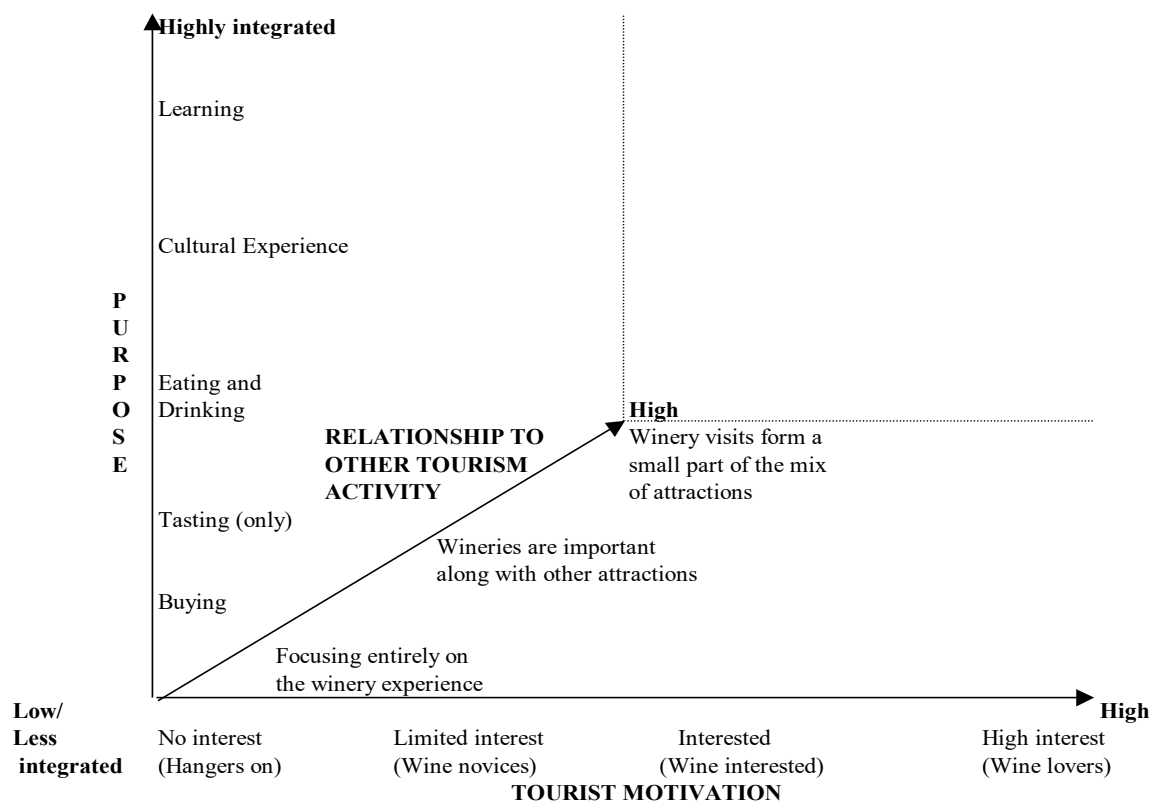 Highly integrated
Learning
Cultural Experience
P
U
R
P
O
S
E
Eating and
Drinking
High
RELATIONSHIP TO
OTHER TOURISM
ACTIVITY
Winery visits form a
small part of the mix
of attractions
Tasting (only)
Wineries are important
along with other attractions
Buying
Focusing entirely on
the winery experience
Low/
Less
integrated
High
No interest
(Hangers on)
Limited interest
(Wine novices)
Interested
(Wine interested)
High interest
(Wine lovers)
TOURIST MOTIVATION